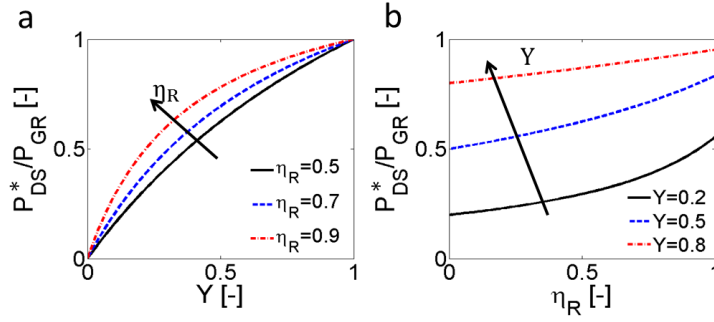 a
P*DS/PGR [-]
1
0.5
0
0
0.5
1
Y [-]
ηR
ηR=0.5
ηR=0.7
ηR=0.9
b
P*DS/PGR [-]
1
0.5
0
0
0.5
1
ηR [-]
Y
Y=0.2
Y=0.5
Y=0.8